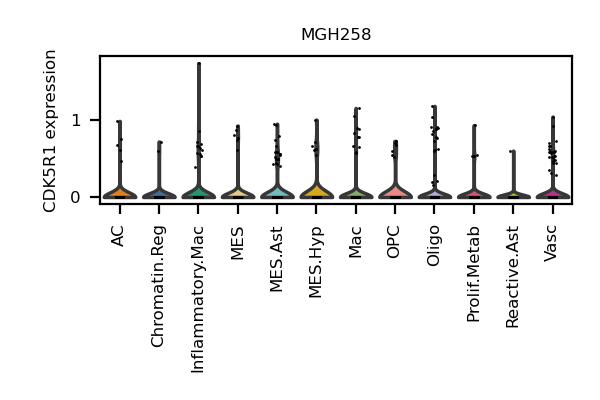 MGH258
CDK5R1 expression
1
0
AC
Chromatin.Reg
Inflammatory.Mac
MES
MES.Ast
MES.Hyp
Mac
OPC
Oligo
Prolif.Metab
Reactive.Ast
Vasc